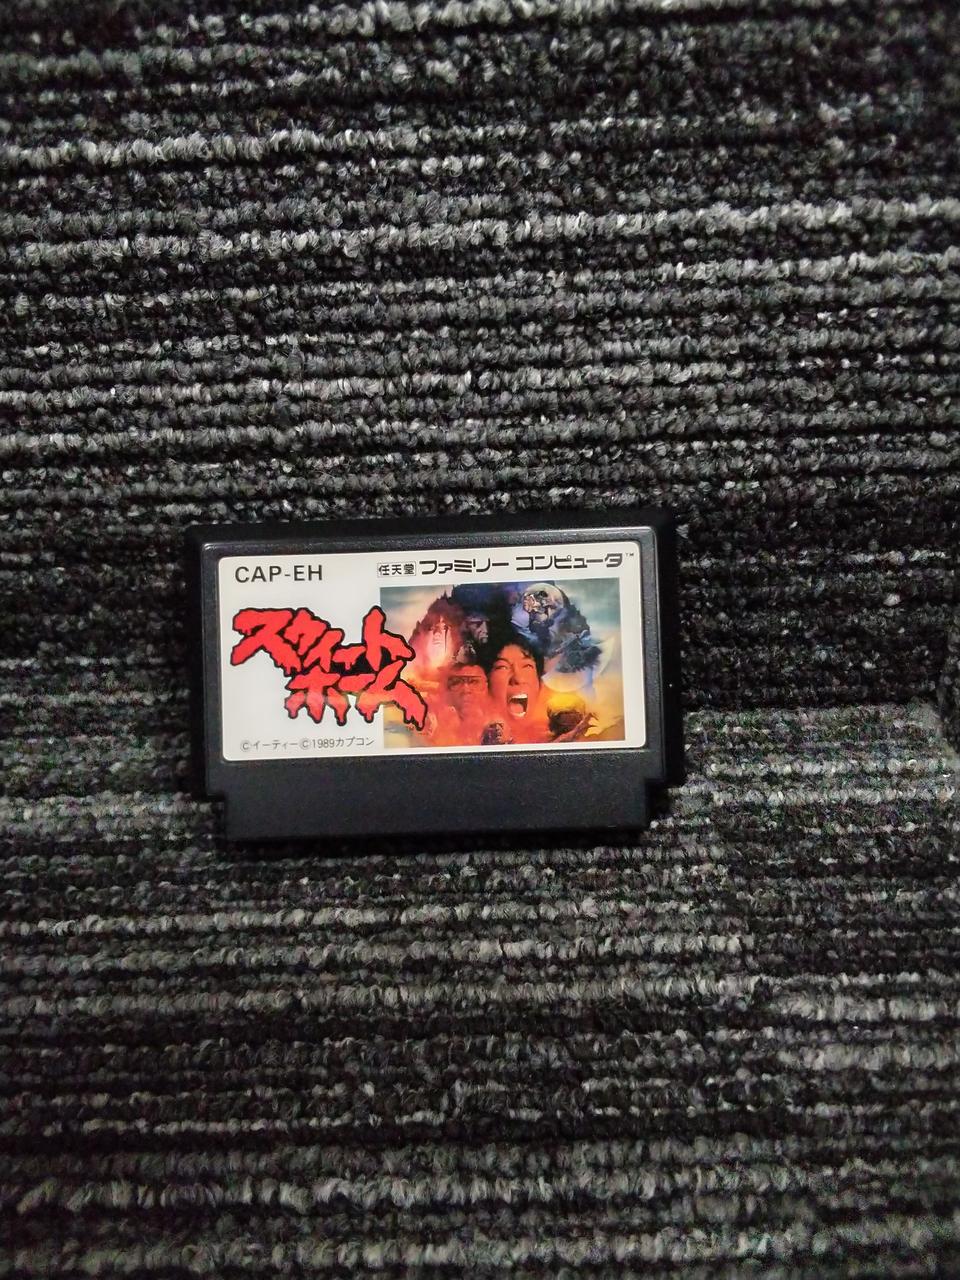 CAP-EH
任天堂 ファミリー コンピュータ™
スウィート
ホーム
©イーティー©1989カプコン